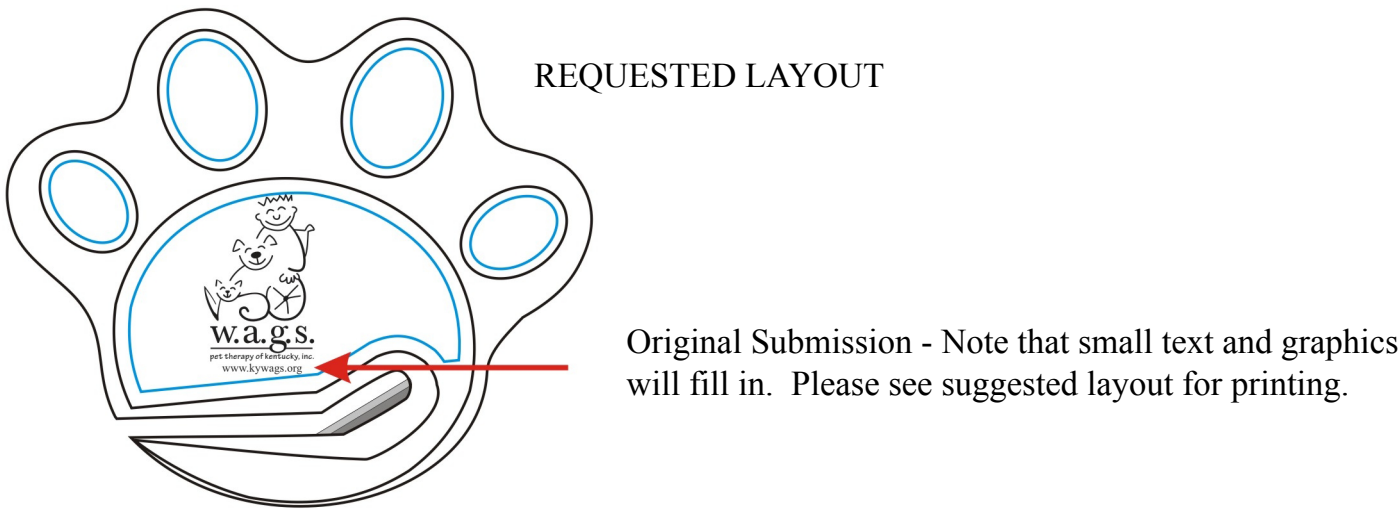 REQUESTED LAYOUT
w.a.g.s.
pet therapy of kentucky, inc.
www.kywags.org
Original Submission - Note that small text and graphics
will fill in.  Please see suggested layout for printing.